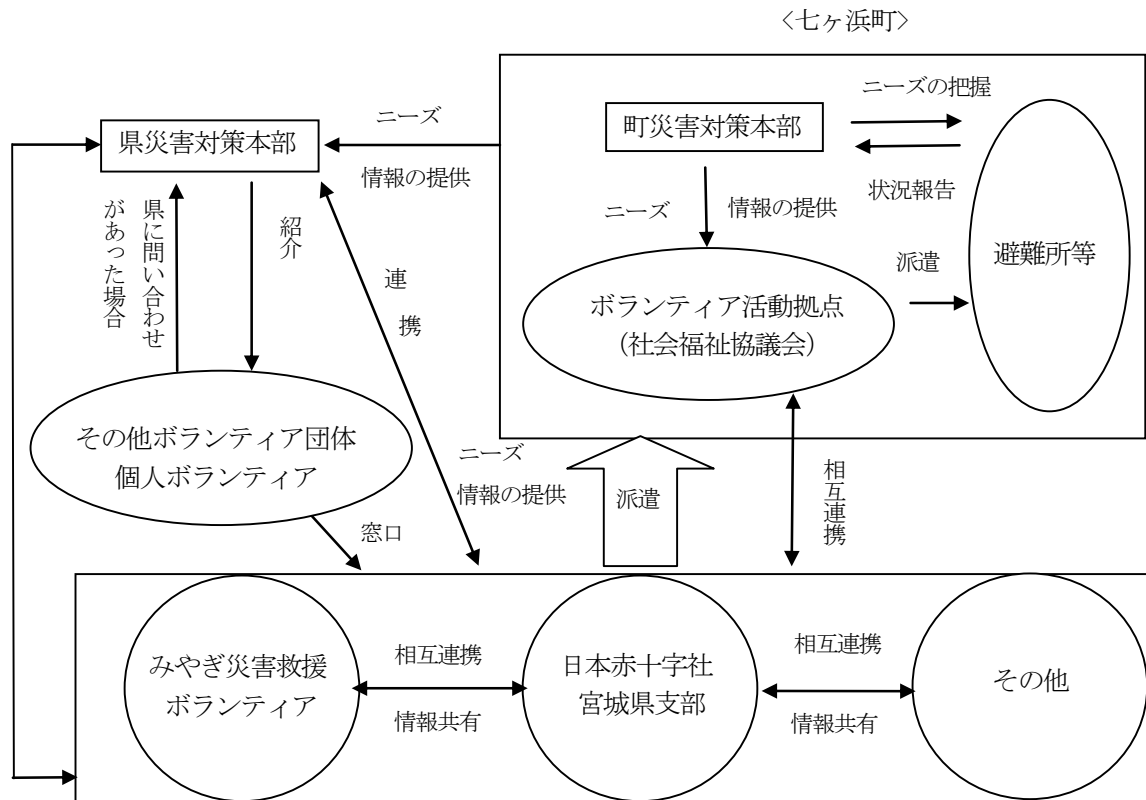 〈七ヶ浜町〉
ニーズの把握
ニーズ
町災害対策本部
県災害対策本部
情報の提供
状況報告
ニーズ
情報の提供
県に問い合わせ
があった場合
紹介
連携
避難所等
派遣
ボランティア活動拠点
（社会福祉協議会）
その他ボランティア団体
個人ボランティア
ニーズ
情報の提供
派遣
相互連携
窓口
みやぎ災害救援
ボランティア
相互連携
情報共有
日本赤十字社
宮城県支部
相互連携
情報共有
その他